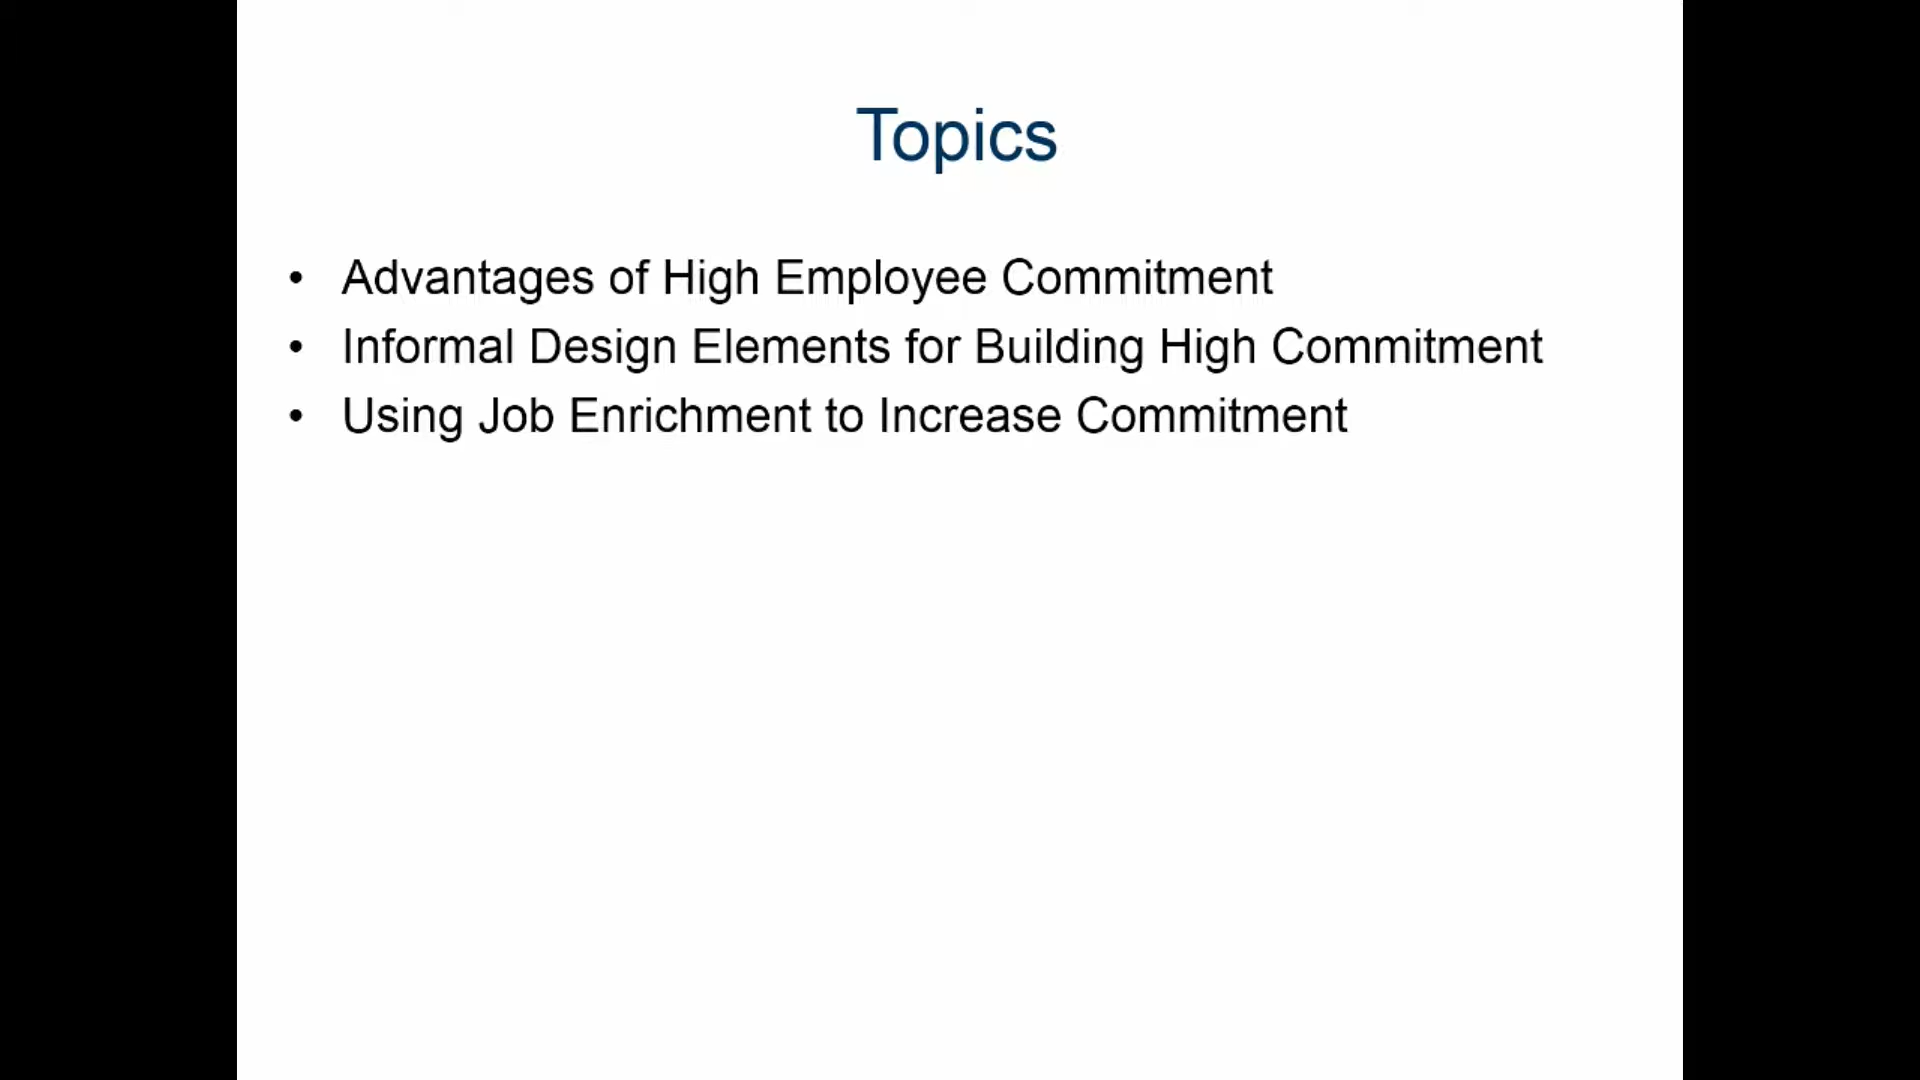 Topics
• Advantages of High Employee Commitment
• Informal Design Elements for Building High Commitment
• Using Job Enrichment to Increase Commitment